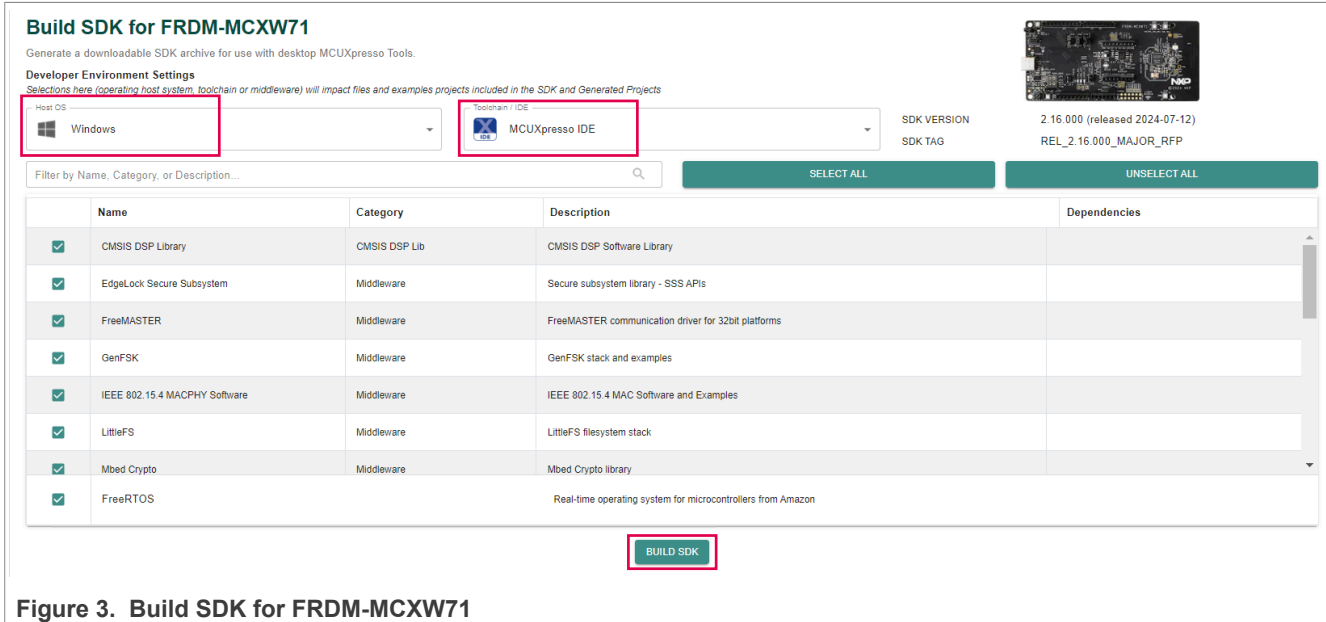 Build SDK for FRDM-MCXW71
Generate a downloadable SDK archive for use with desktop MCUXpresso Tools.
Developer Environment Settings
Selections here (operating host system, toolchain or middleware) will impact files and examples projects included in the SDK and Generated Projects
Host OS
Windows
Toolchain / IDE
IDE
MCUXpresso IDE
NXP
SDK VERSION 2.16.000 (released 2024-07-12)
SDK TAG REL_2.16.000_MAJOR_RFP
Filter by Name, Category, or Description...
SELECT ALL
UNSELECT ALL
Name Category Description Dependencies
CMSIS DSP Library CMSIS DSP Lib CMSIS DSP Software Library
EdgeLock Secure Subsystem Middleware Secure subsystem library - SSS APIs
FreeMASTER Middleware FreeMASTER communication driver for 32bit platforms
GenFSK Middleware GenFSK stack and examples
IEEE 802.15.4 MACPHY Software Middleware IEEE 802.15.4 MAC Software and Examples
LittleFS Middleware LittleFS filesystem stack
Mbed Crypto Middleware Mbed Crypto library
FreeRTOS Real-time operating system for microcontrollers from Amazon
BUILD SDK
Figure 3. Build SDK for FRDM-MCXW71